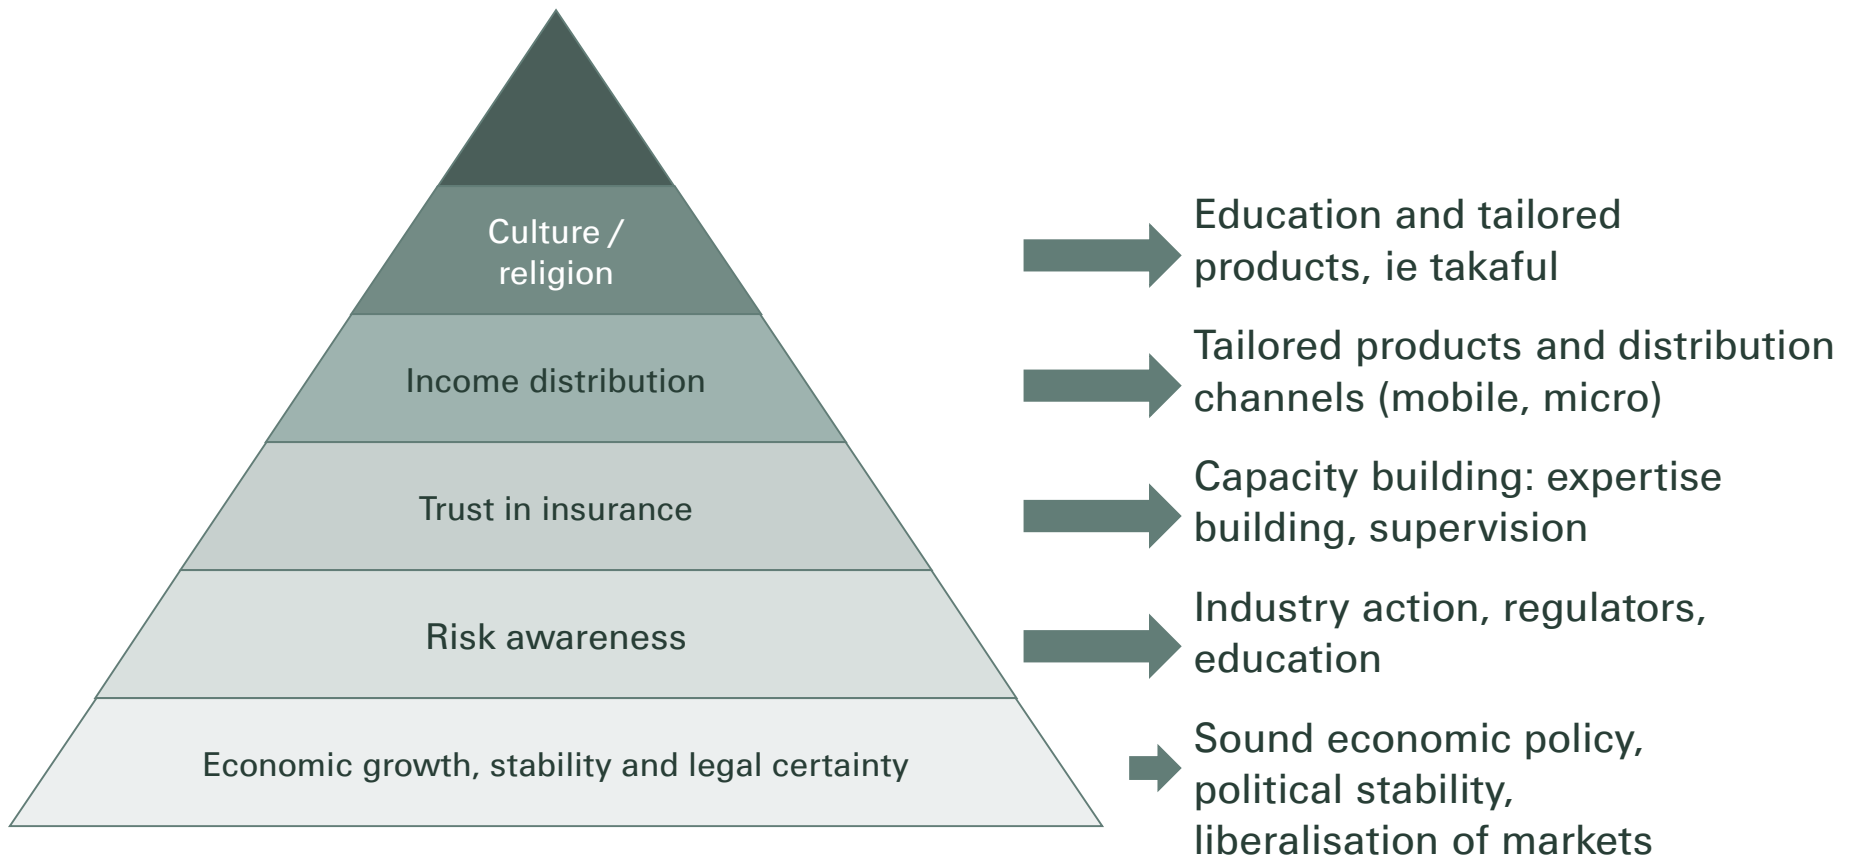 Culture /
religion
Education and tailored
products, ie takaful
Income distribution
Tailored products and distribution
channels (mobile, micro)
Trust in insurance
Capacity building: expertise
building, supervision
Risk awareness
Industry action, regulators,
education
Economic growth, stability and legal certainty
Sound economic policy,
political stability,
liberalisation of markets